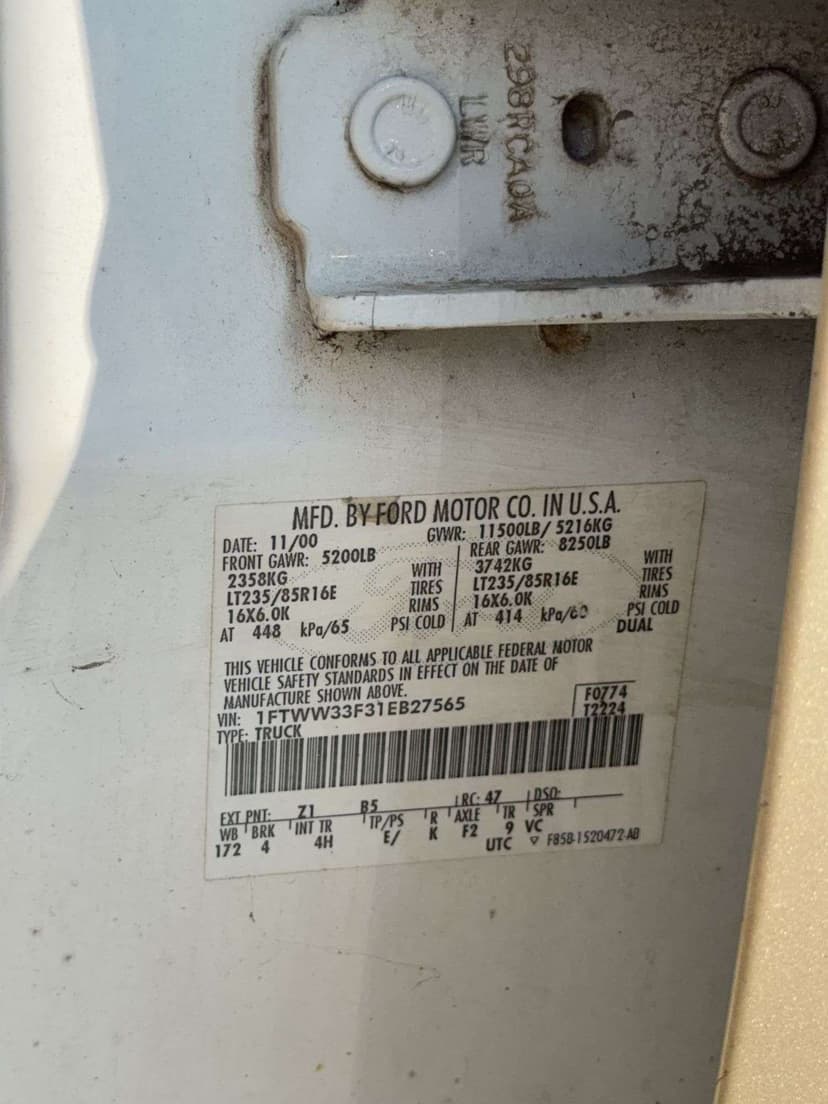 298RCA0A
LWR
MFD. BY FORD MOTOR CO. IN U.S.A.
DATE: 11/00 GVWR: 11500LB/ 5216KG
FRONT GAWR: 5200LB REAR GAWR: 8250LB
2358KG WITH 3742KG WITH
LT235/85R16E TIRES LT235/85R16E TIRES
16X6.0K RIMS 16X6.0K RIMS
AT 448 kPa/65 PSI COLD AT 414 kPa/60 PSI COLD
DUAL
THIS VEHICLE CONFORMS TO ALL APPLICABLE FEDERAL MOTOR
VEHICLE SAFETY STANDARDS IN EFFECT ON THE DATE OF
MANUFACTURE SHOWN ABOVE.
VIN: 1FTWW33F31EB27565 F0774
TYPE: TRUCK T2224
EXT PNT: Z1 B5 RC: 47 DSO:
WB BRK INT TR TP/PS R AXLE TR SPR
172 4 4H E/ K F2 9 VC
UTC ▽ F85B-1520472-AB